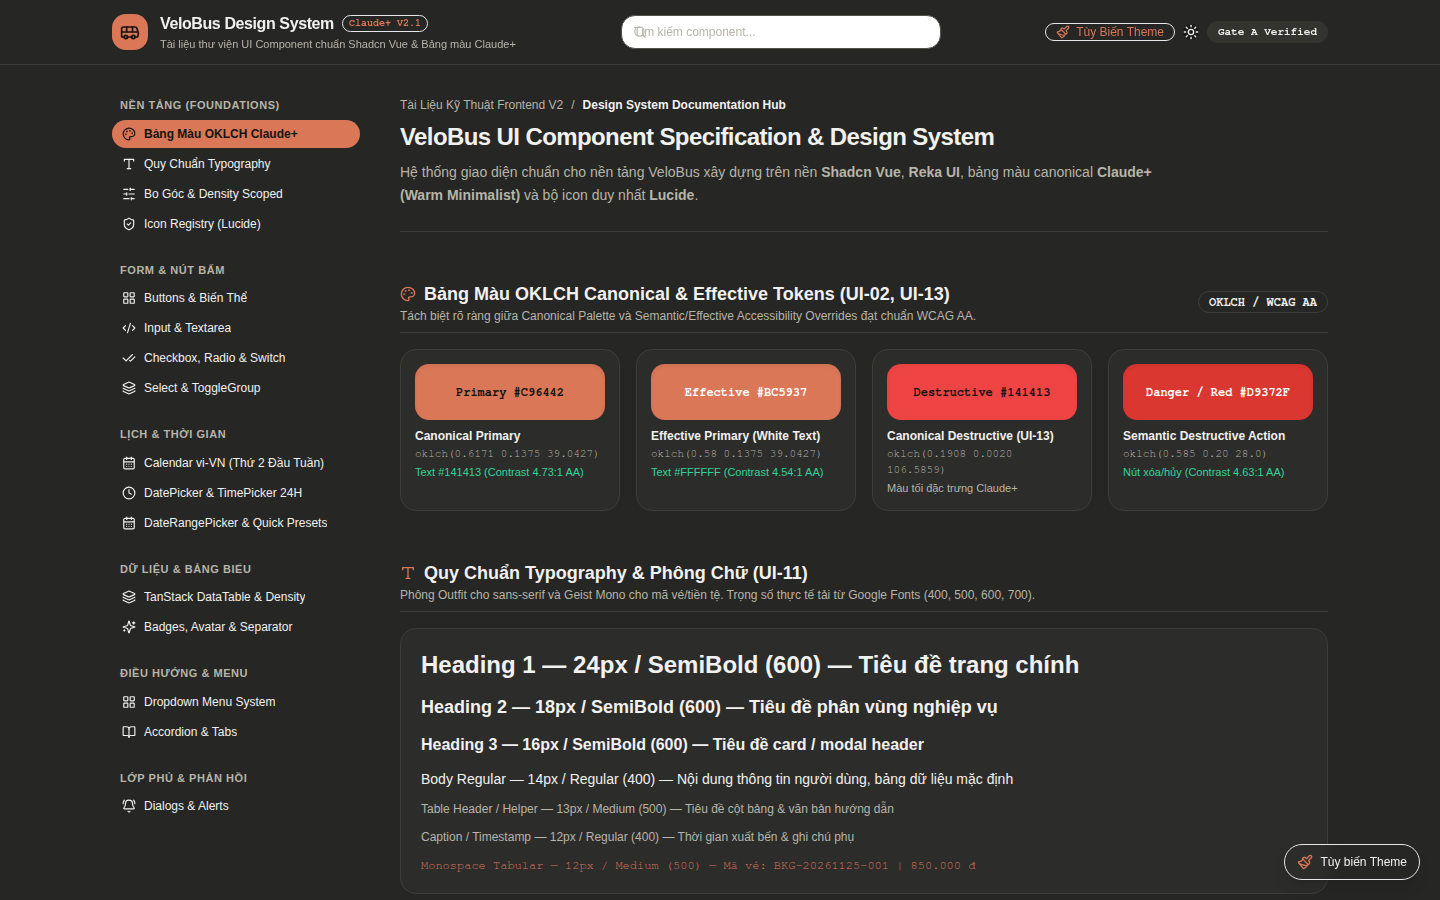 VeloBus Design System
Claude+ V2.1
Tài liệu thư viện UI Component chuẩn Shadcn Vue & Bảng màu Claude+
kiếm component...
Tùy Biến Theme
Gate A Verified
NỀN TẢNG (FOUNDATIONS)
Bảng Màu OKLCH Claude+
Quy Chuẩn Typography
Bo Góc & Density Scoped
Icon Registry (Lucide)
FORM & NÚT BẤM
Buttons & Biến Thể
Input & Textarea
Checkbox, Radio & Switch
Select & ToggleGroup
LỊCH & THỜI GIAN
Calendar vi-VN (Thứ 2 Đầu Tuần)
DatePicker & TimePicker 24H
DateRangePicker & Quick Presets
DỮ LIỆU & BẢNG BIỂU
TanStack DataTable & Density
Badges, Avatar & Separator
ĐIỀU HƯỚNG & MENU
Dropdown Menu System
Accordion & Tabs
LỚP PHỦ & PHẢN HỒI
Dialogs & Alerts
Tài Liệu Kỹ Thuật Frontend V2 / Design System Documentation Hub
VeloBus UI Component Specification & Design System
Hệ thống giao diện chuẩn cho nền tảng VeloBus xây dựng trên nền Shadcn Vue, Reka UI, bảng màu canonical Claude+
(Warm Minimalist) và bộ icon duy nhất Lucide.
Bảng Màu OKLCH Canonical & Effective Tokens (UI-02, UI-13)
Tách biệt rõ ràng giữa Canonical Palette và Semantic/Effective Accessibility Overrides đạt chuẩn WCAG AA.
OKLCH / WCAG AA
Primary #C96442
Canonical Primary
oklch(0.6171 0.1375 39.0427)
Text #141413 (Contrast 4.73:1 AA)
Effective #BC5937
Effective Primary (White Text)
oklch(0.58 0.1375 39.0427)
Text #FFFFFF (Contrast 4.54:1 AA)
Destructive #141413
Canonical Destructive (UI-13)
oklch(0.1908 0.0020
106.5859)
Màu tối đặc trưng Claude+
Danger / Red #D9372F
Semantic Destructive Action
oklch(0.585 0.20 28.0)
Nút xóa/hủy (Contrast 4.63:1 AA)
Quy Chuẩn Typography & Phông Chữ (UI-11)
Phông Outfit cho sans-serif và Geist Mono cho mã vé/tiền tệ. Trọng số thực tế tải từ Google Fonts (400, 500, 600, 700).
Heading 1 — 24px / SemiBold (600) — Tiêu đề trang chính
Heading 2 — 18px / SemiBold (600) — Tiêu đề phân vùng nghiệp vụ
Heading 3 — 16px / SemiBold (600) — Tiêu đề card / modal header
Body Regular — 14px / Regular (400) — Nội dung thông tin người dùng, bảng dữ liệu mặc định
Table Header / Helper — 13px / Medium (500) — Tiêu đề cột bảng & văn bản hướng dẫn
Caption / Timestamp — 12px / Regular (400) — Thời gian xuất bến & ghi chú phụ
Monospace Tabular — 12px / Medium (500) — Mã vé: BKG-20261125-001 | 850.000 đ
Tùy biến Theme